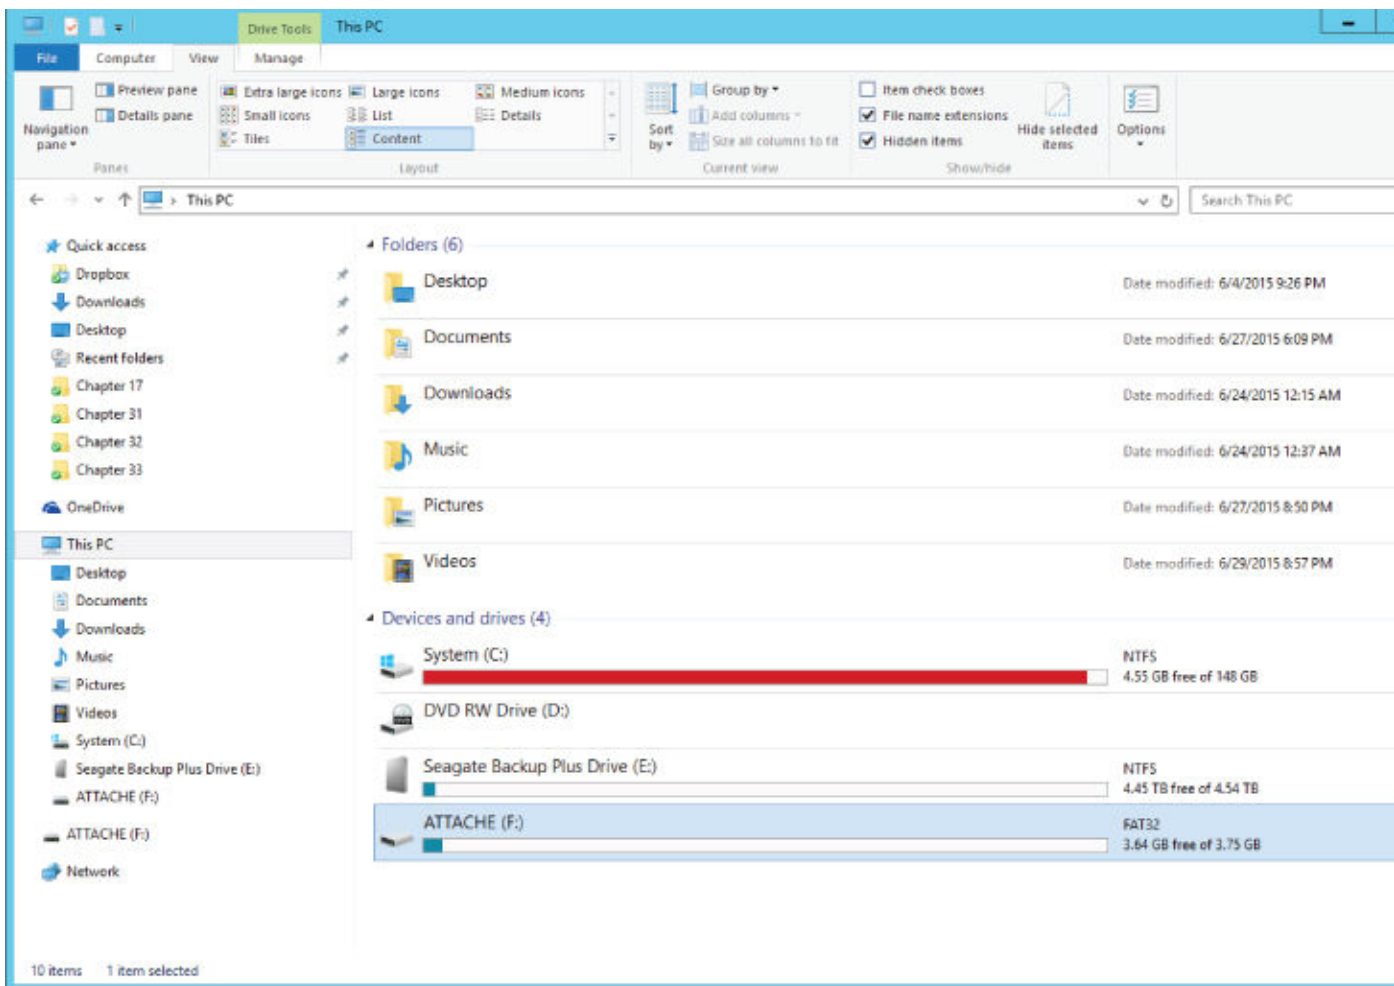 Drive Tools This PC
File Computer View Manage
Navigation pane
Preview pane
Details pane
Panes
Extra large icons Large icons Medium icons
Small icons List Details
Tiles Content
Layout
Sort by
Group by
Add columns
Size all columns to fit
Current view
Item check boxes
File name extensions
Hidden items
Hide selected items
Show/hide
Options
This PC
Search This PC
Quick access
Dropbox
Downloads
Desktop
Recent folders
Chapter 17
Chapter 31
Chapter 32
Chapter 33
OneDrive
This PC
Desktop
Documents
Downloads
Music
Pictures
Videos
System (C:)
Seagate Backup Plus Drive (E:)
ATTACHE (F:)
ATTACHE (F:)
Network
Folders (6)
Desktop Date modified: 6/4/2015 9:26 PM
Documents Date modified: 6/27/2015 6:09 PM
Downloads Date modified: 6/24/2015 12:15 AM
Music Date modified: 6/24/2015 12:37 AM
Pictures Date modified: 6/27/2015 8:50 PM
Videos Date modified: 6/29/2015 8:57 PM
Devices and drives (4)
System (C:) NTFS
4.55 GB free of 148 GB
DVD RW Drive (D:)
Seagate Backup Plus Drive (E:) NTFS
4.45 TB free of 4.54 TB
ATTACHE (F:) FAT32
3.64 GB free of 3.75 GB
10 items 1 item selected